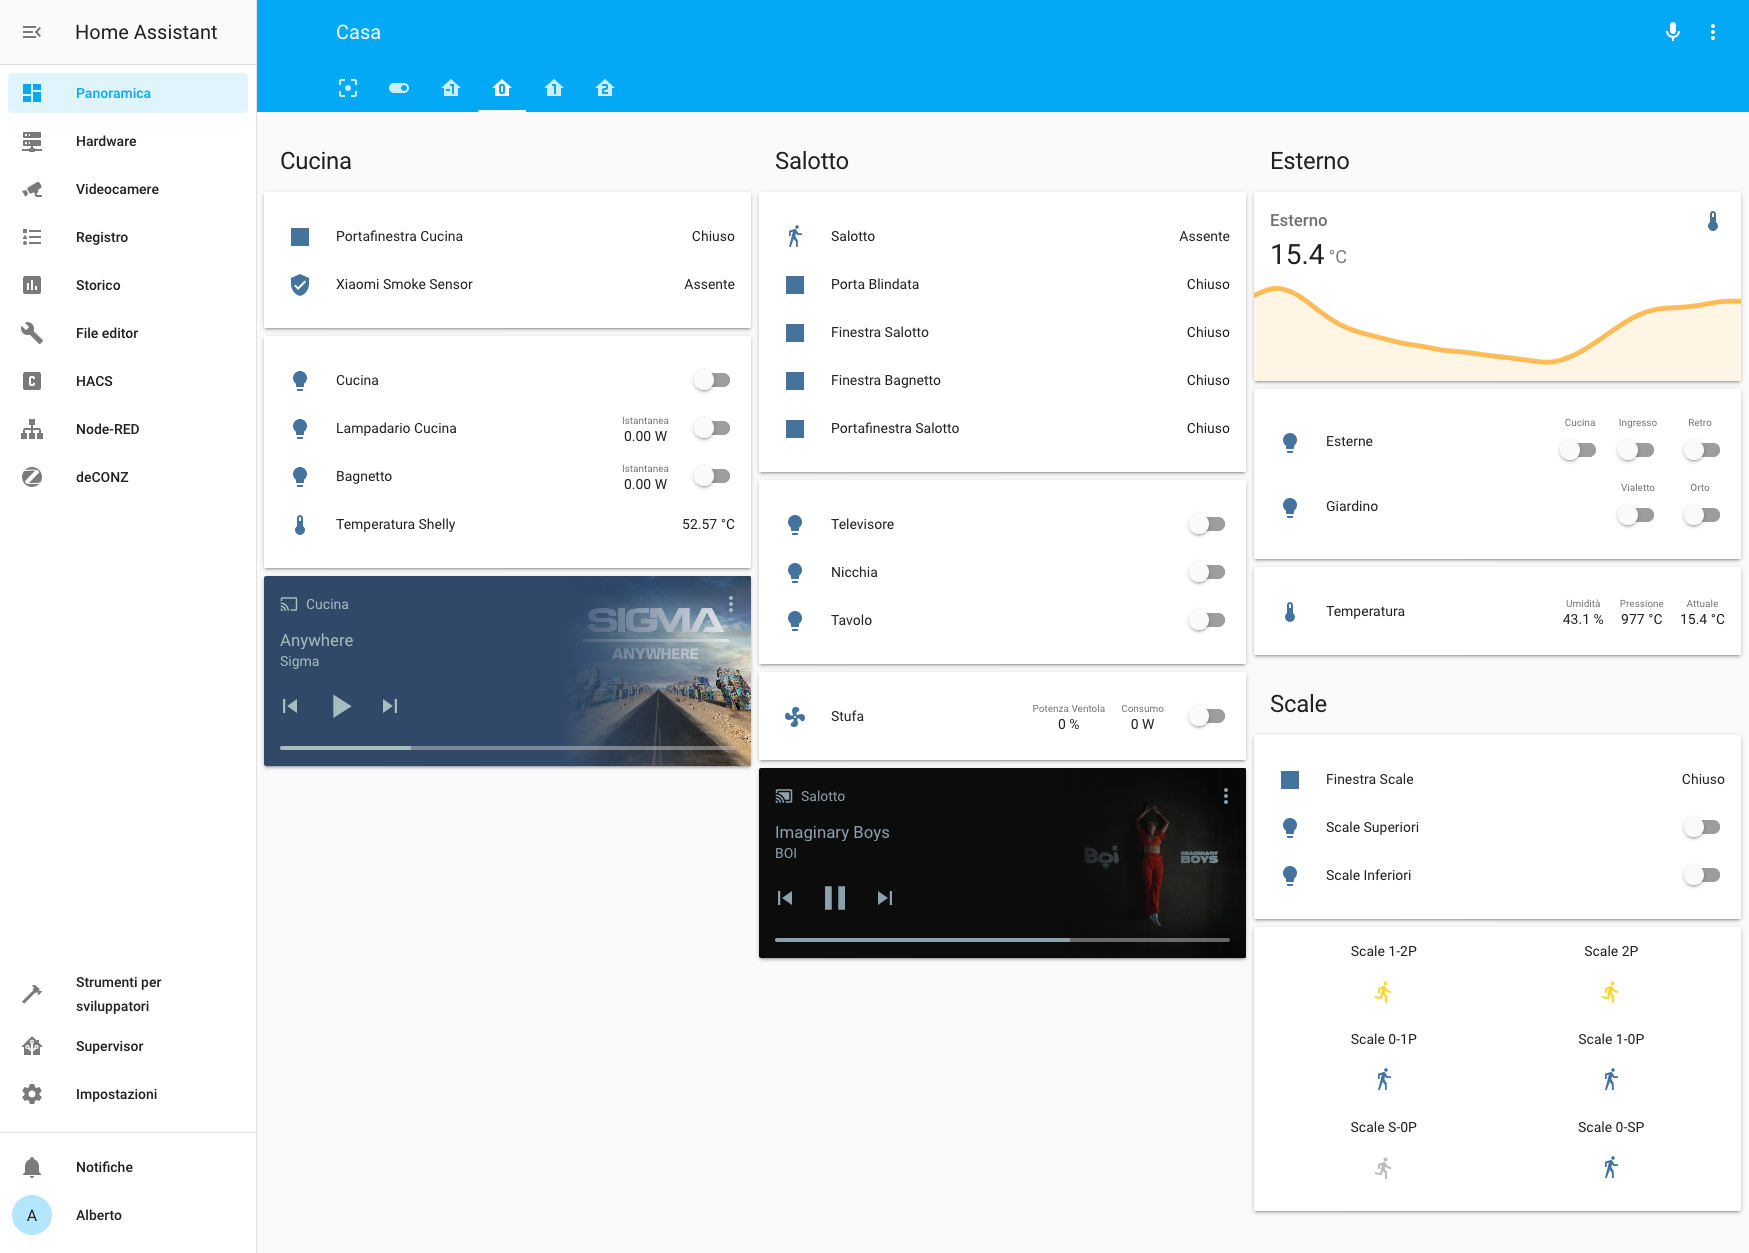 Home Assistant
Panoramica
Hardware
Videocamere
Registro
Storico
File editor
HACS
Node-RED
deCONZ
Strumenti per
sviluppatori
Supervisor
Impostazioni
Notifiche
A
Alberto
Casa
-1
0
1
2
Cucina
Portafinestra Cucina
Chiuso
Xiaomi Smoke Sensor
Assente
Cucina
Lampadario Cucina
Istantanea
0.00 W
Bagnetto
Istantanea
0.00 W
Temperatura Shelly
52.57 °C
Cucina
Anywhere
Sigma
SIGMA
ANYWHERE
Salotto
Salotto
Assente
Porta Blindata
Chiuso
Finestra Salotto
Chiuso
Finestra Bagnetto
Chiuso
Portafinestra Salotto
Chiuso
Televisore
Nicchia
Tavolo
Stufa
Potenza Ventola
0 %
Consumo
0 W
Salotto
Imaginary Boys
BOI
Boi
IMAGINARY
BOYS
Esterno
Esterno
15.4 °C
Esterne
Cucina
Ingresso
Retro
Giardino
Vialetto
Orto
Temperatura
Umidità
43.1 %
Pressione
977 °C
Attuale
15.4 °C
Scale
Finestra Scale
Chiuso
Scale Superiori
Scale Inferiori
Scale 1-2P
Scale 2P
Scale 0-1P
Scale 1-0P
Scale S-0P
Scale 0-SP